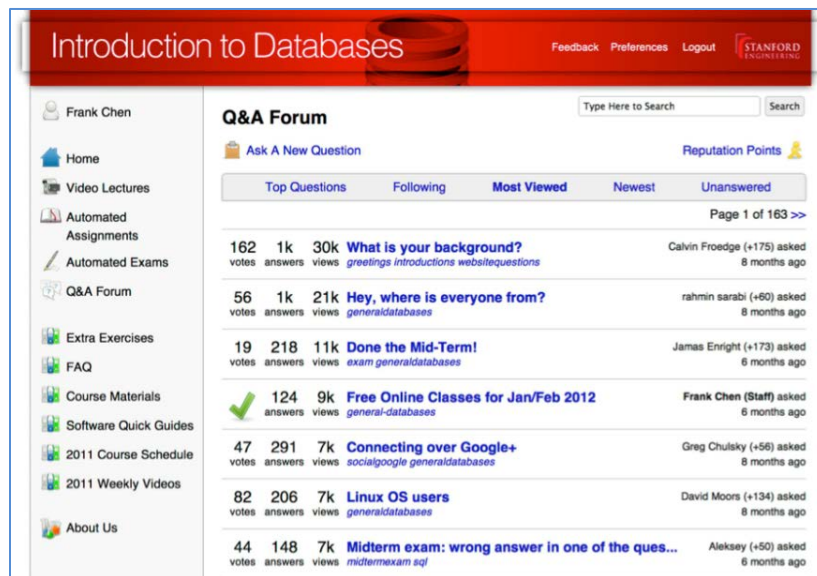 Introduction to Databases
Feedback Preferences Logout
STANFORD
ENGINEERING
Frank Chen
Home
Video Lectures
Automated
Assignments
Automated Exams
Q&A Forum
Extra Exercises
FAQ
Course Materials
Software Quick Guides
2011 Course Schedule
2011 Weekly Videos
About Us
Q&A Forum
Type Here to Search
Search
Ask A New Question
Reputation Points
Top Questions Following Most Viewed Newest Unanswered
Page 1 of 163 >>
162 1k 30k What is your background? Calvin Froedge (+175) asked
votes answers views greetings introductions websitequestions 8 months ago
56 1k 21k Hey, where is everyone from? rahmin sarabi (+60) asked
votes answers views generaldatabases 8 months ago
19 218 11k Done the Mid-Term! Jamas Enright (+173) asked
votes answers views exam generaldatabases 6 months ago
124 9k Free Online Classes for Jan/Feb 2012 Frank Chen (Staff) asked
answers views general-databases 6 months ago
47 291 7k Connecting over Google+ Greg Chulsky (+56) asked
votes answers views socialgoogle generaldatabases 8 months ago
82 206 7k Linux OS users David Moors (+134) asked
votes answers views generaldatabases 8 months ago
44 148 7k Midterm exam: wrong answer in one of the ques... Aleksey (+50) asked
votes answers views midtermexam sql 6 months ago